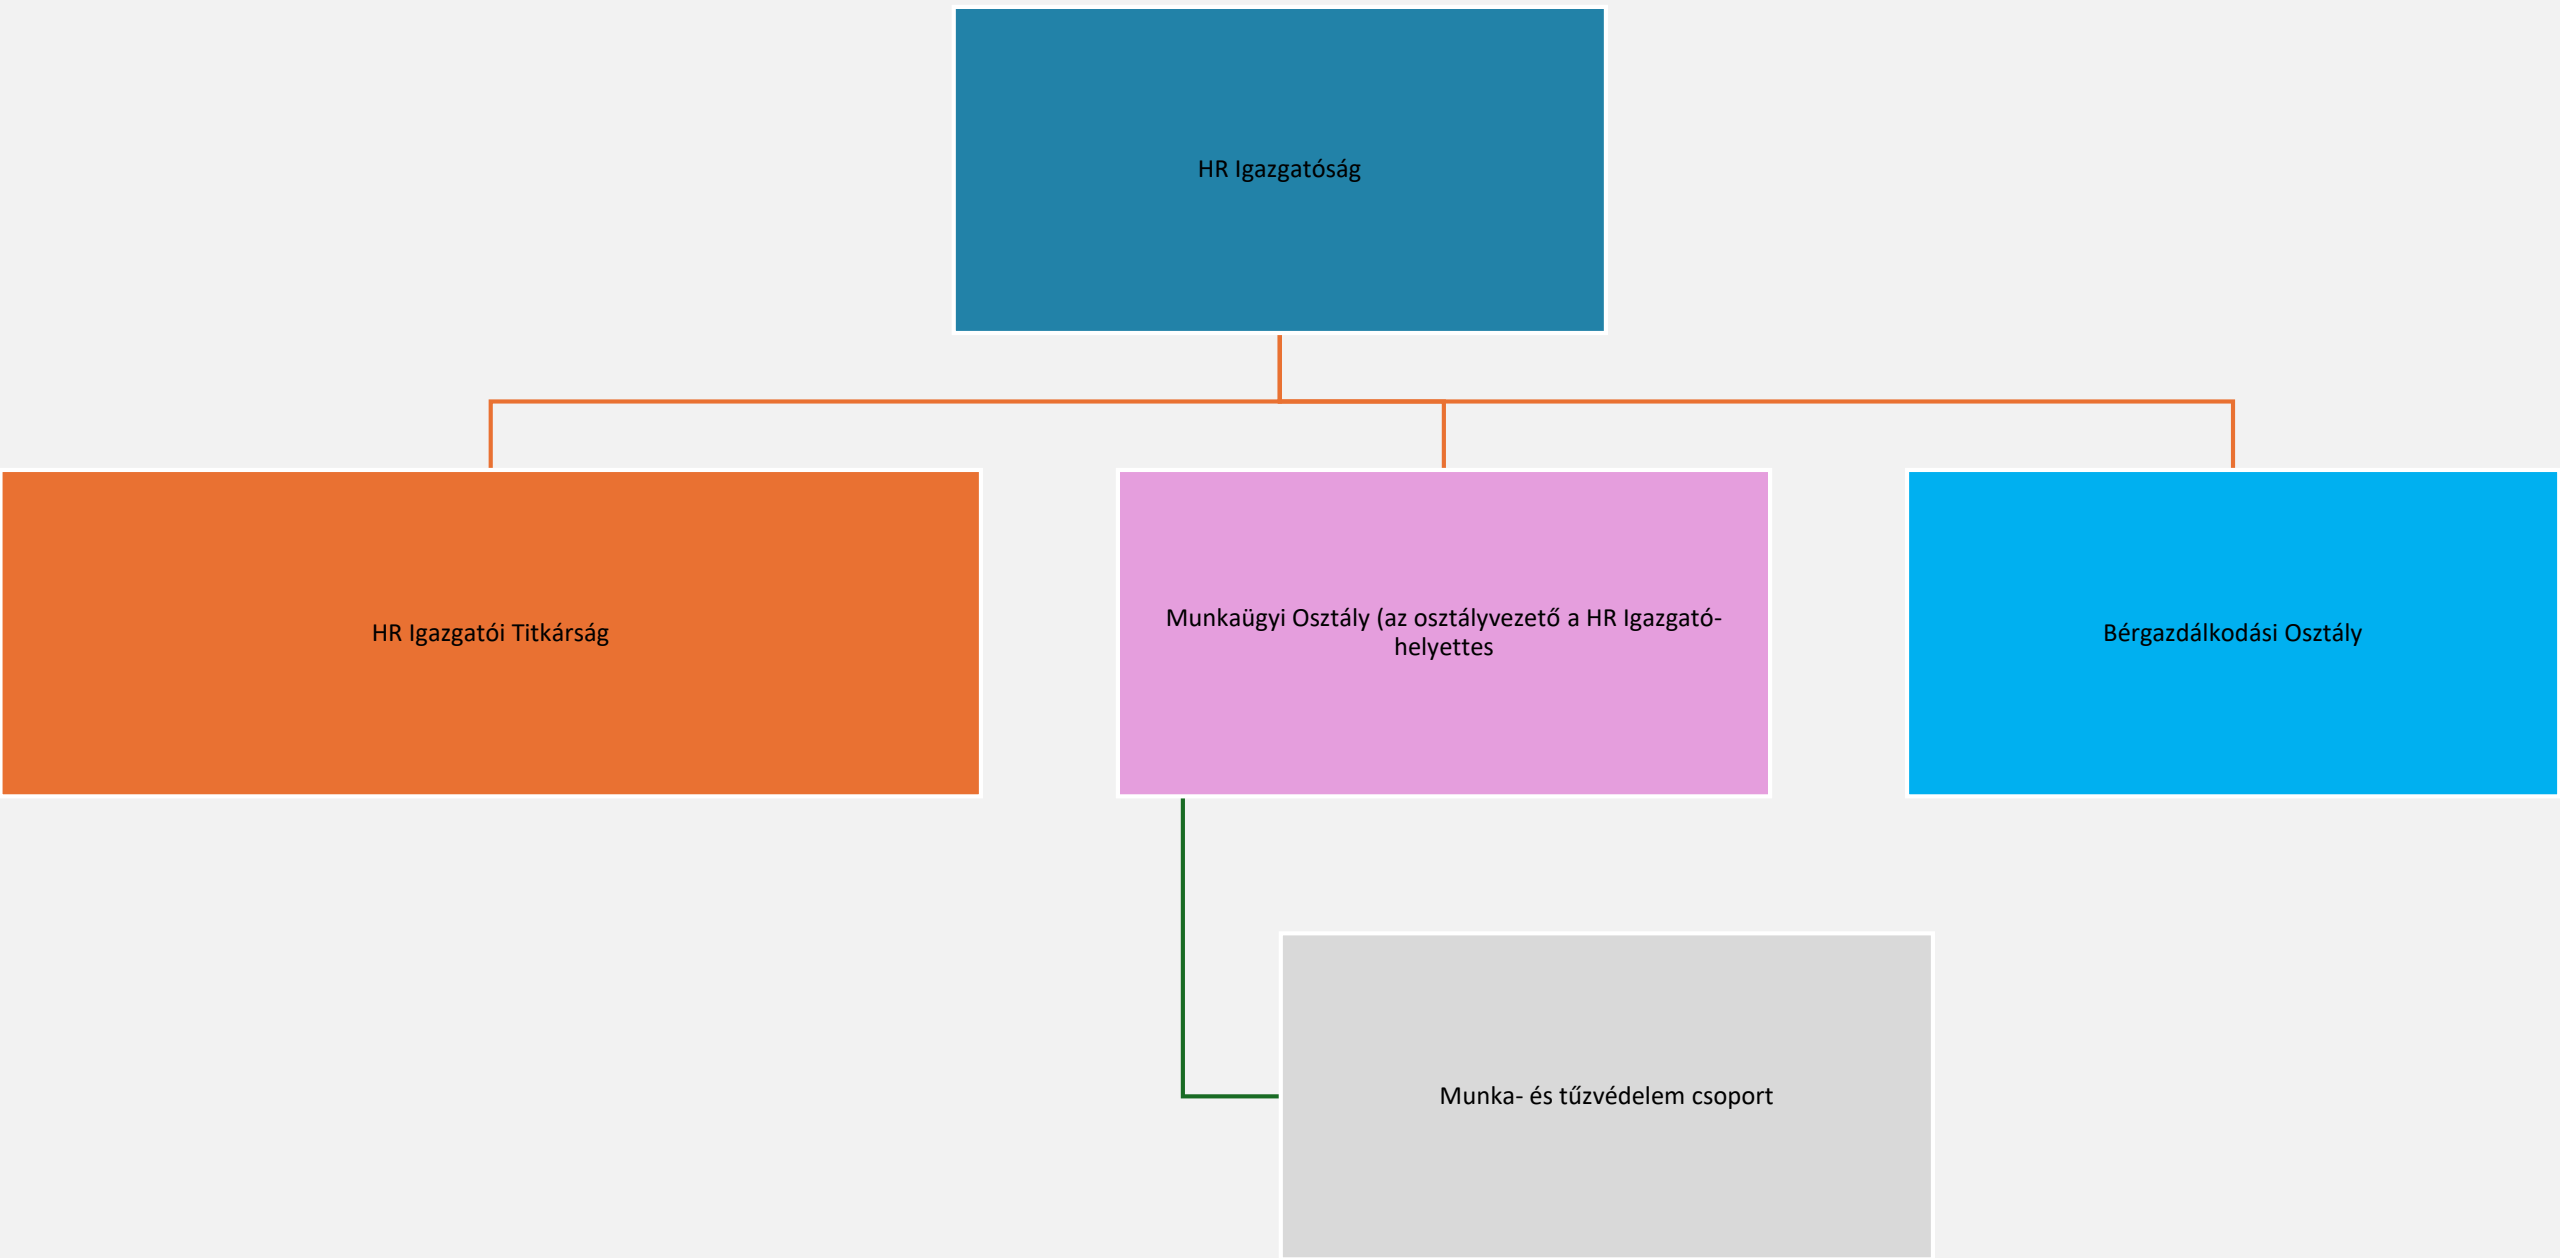 HR Igazgatóság
HR Igazgatói Titkárság
Munkaügyi Osztály (az osztályvezető a HR Igazgató-
helyettes
Bérgazdálkodási Osztály
Munka- és tűzvédelem csoport